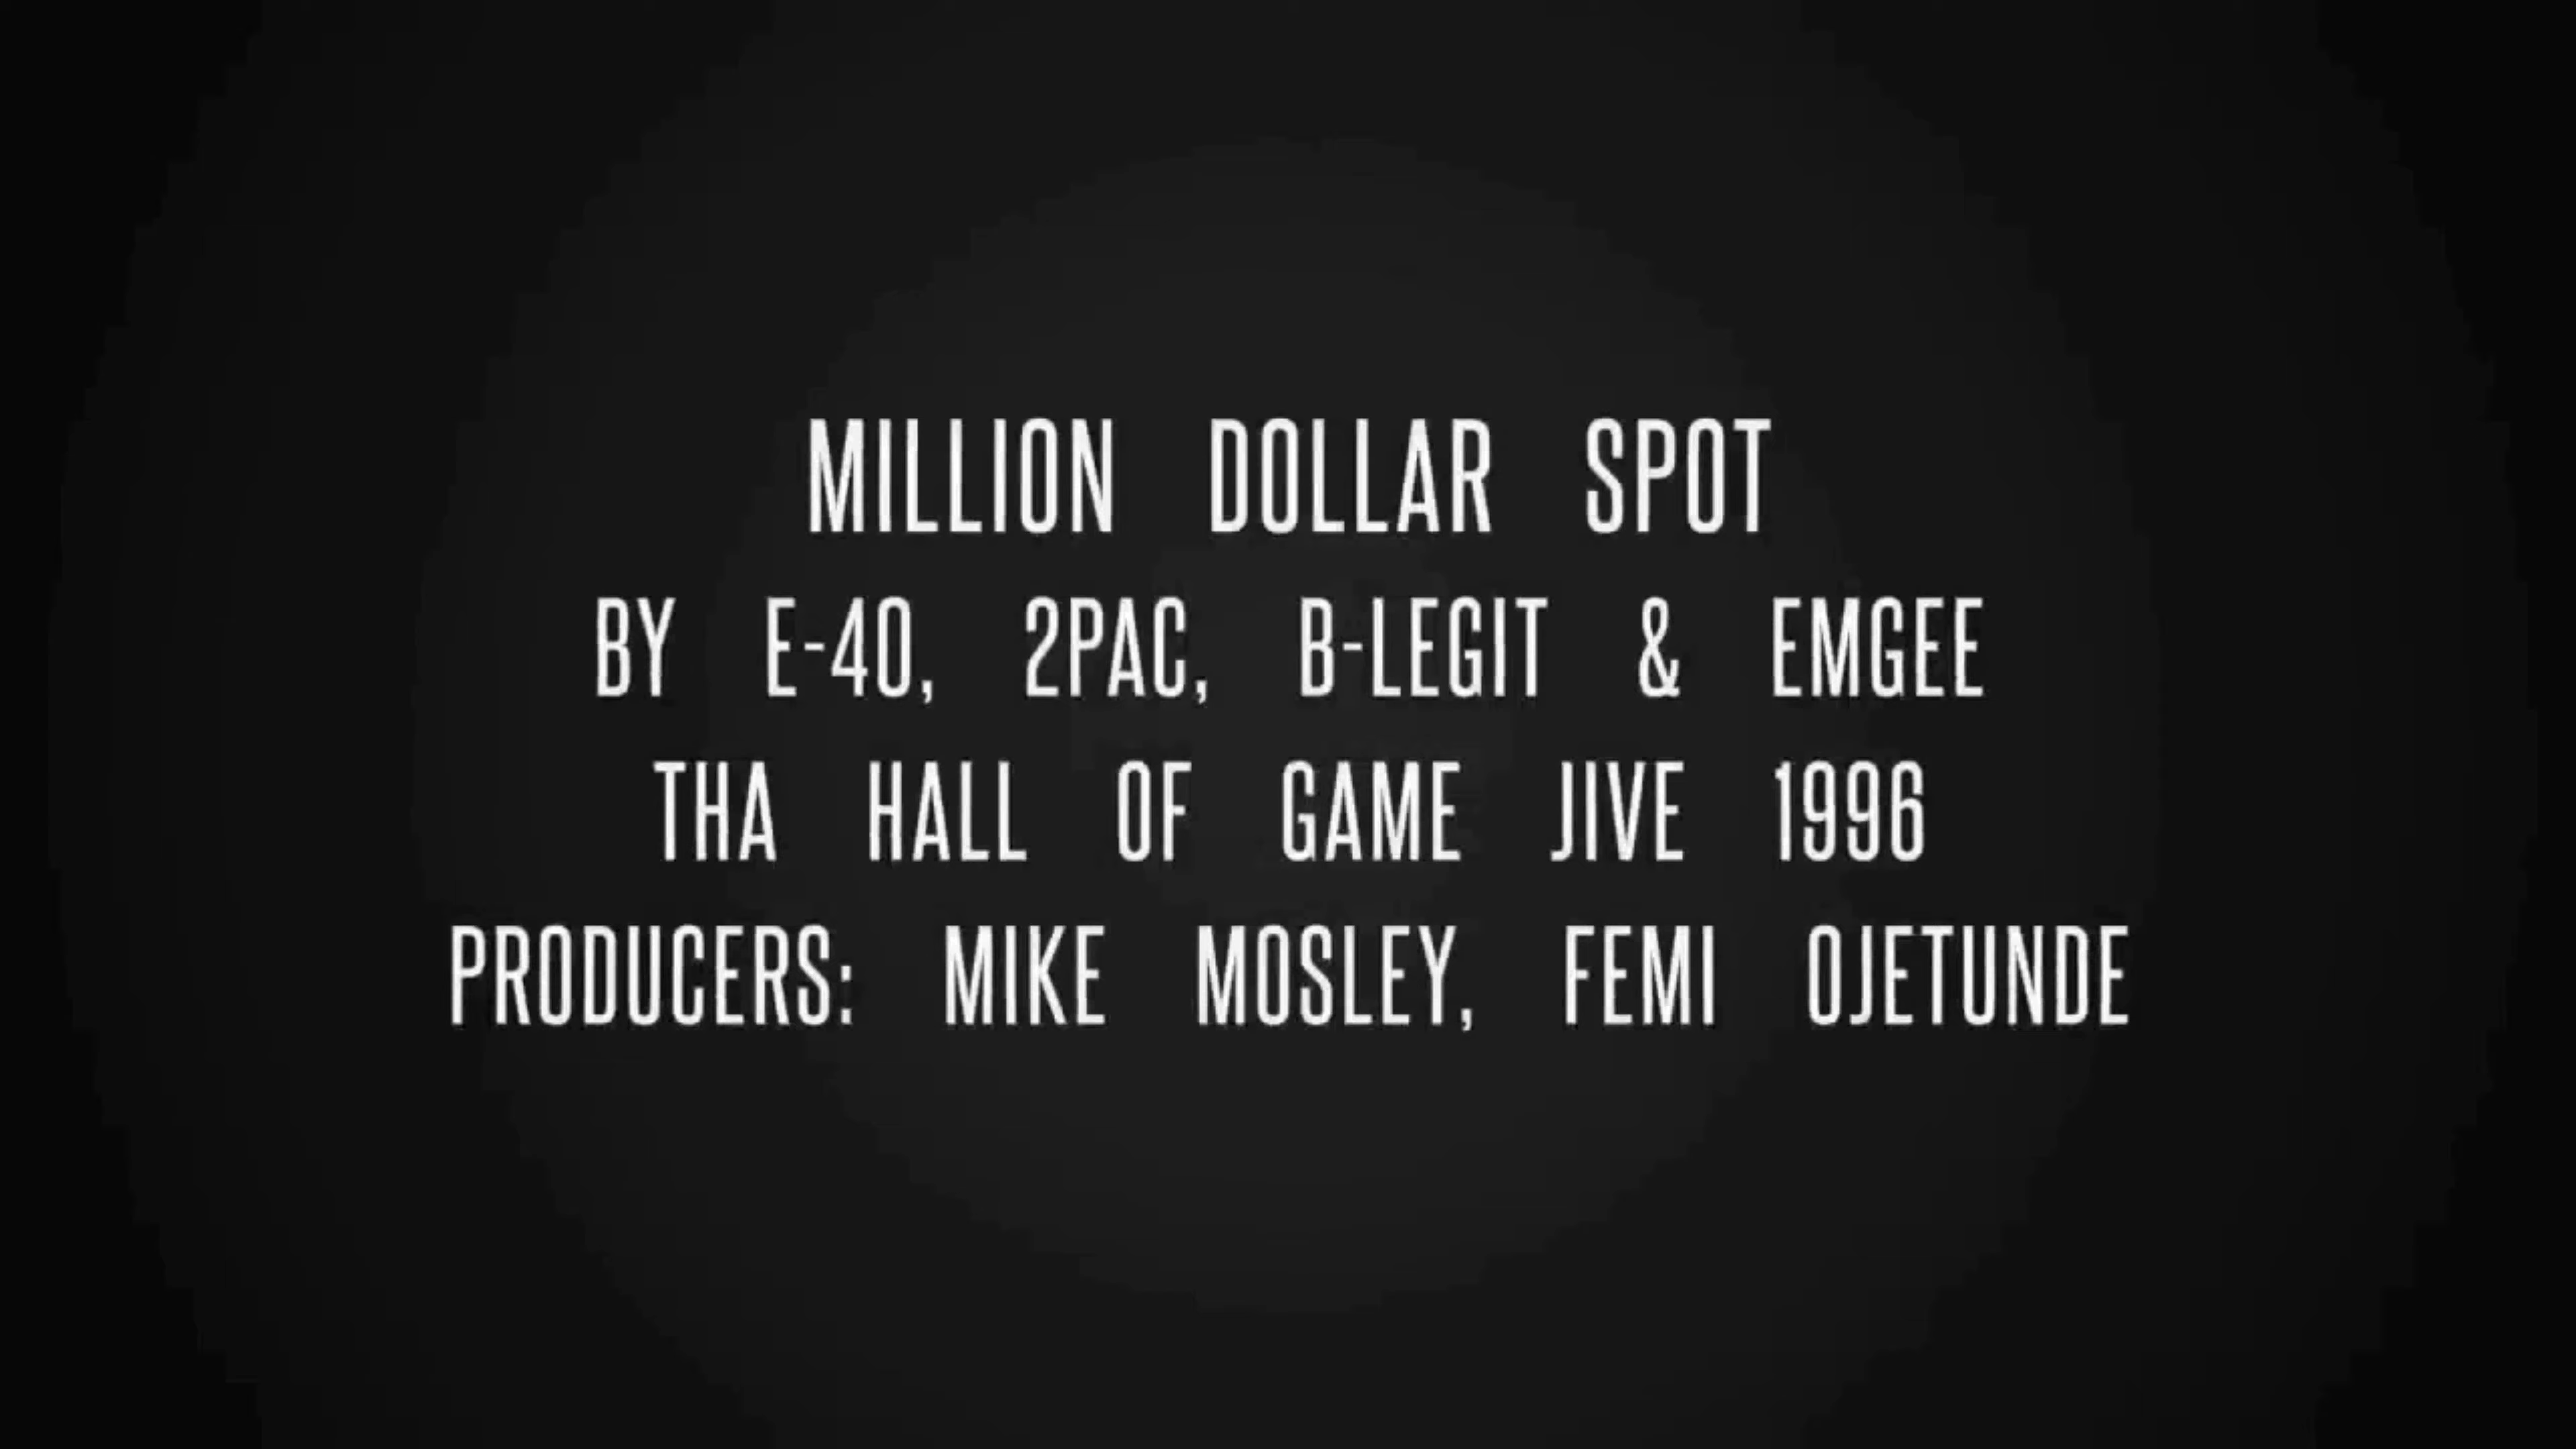 MILLION DOLLAR SPOT
BY E-40, 2PAC, B-LEGIT & EMGEE
THA HALL OF GAME JIVE 1996
PRODUCERS: MIKE MOSLEY, FEMI OJETUNDE